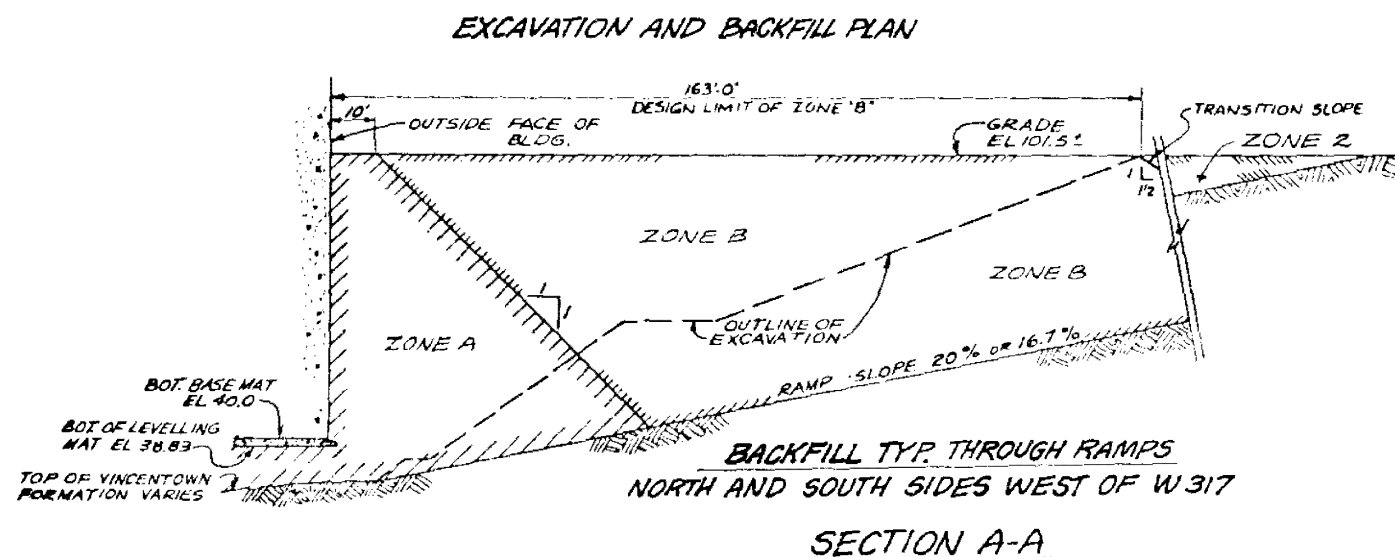 EXCAVATION AND BACKFILL PLAN
163'-0"
DESIGN LIMIT OF ZONE "B"
10'
OUTSIDE FACE OF
BLDG.
GRADE
EL 101.5±
TRANSITION SLOPE
ZONE 2
1
1½
ZONE B
ZONE B
1
1
OUTLINE OF
EXCAVATION
ZONE A
RAMP SLOPE 20% OR 16.7%
BOT. BASE MAT
EL 40.0
BOT OF LEVELLING
MAT EL 38.83
TOP OF VINCENTOWN
FORMATION VARIES
BACKFILL TYP. THROUGH RAMPS
NORTH AND SOUTH SIDES WEST OF W 317
SECTION A-A